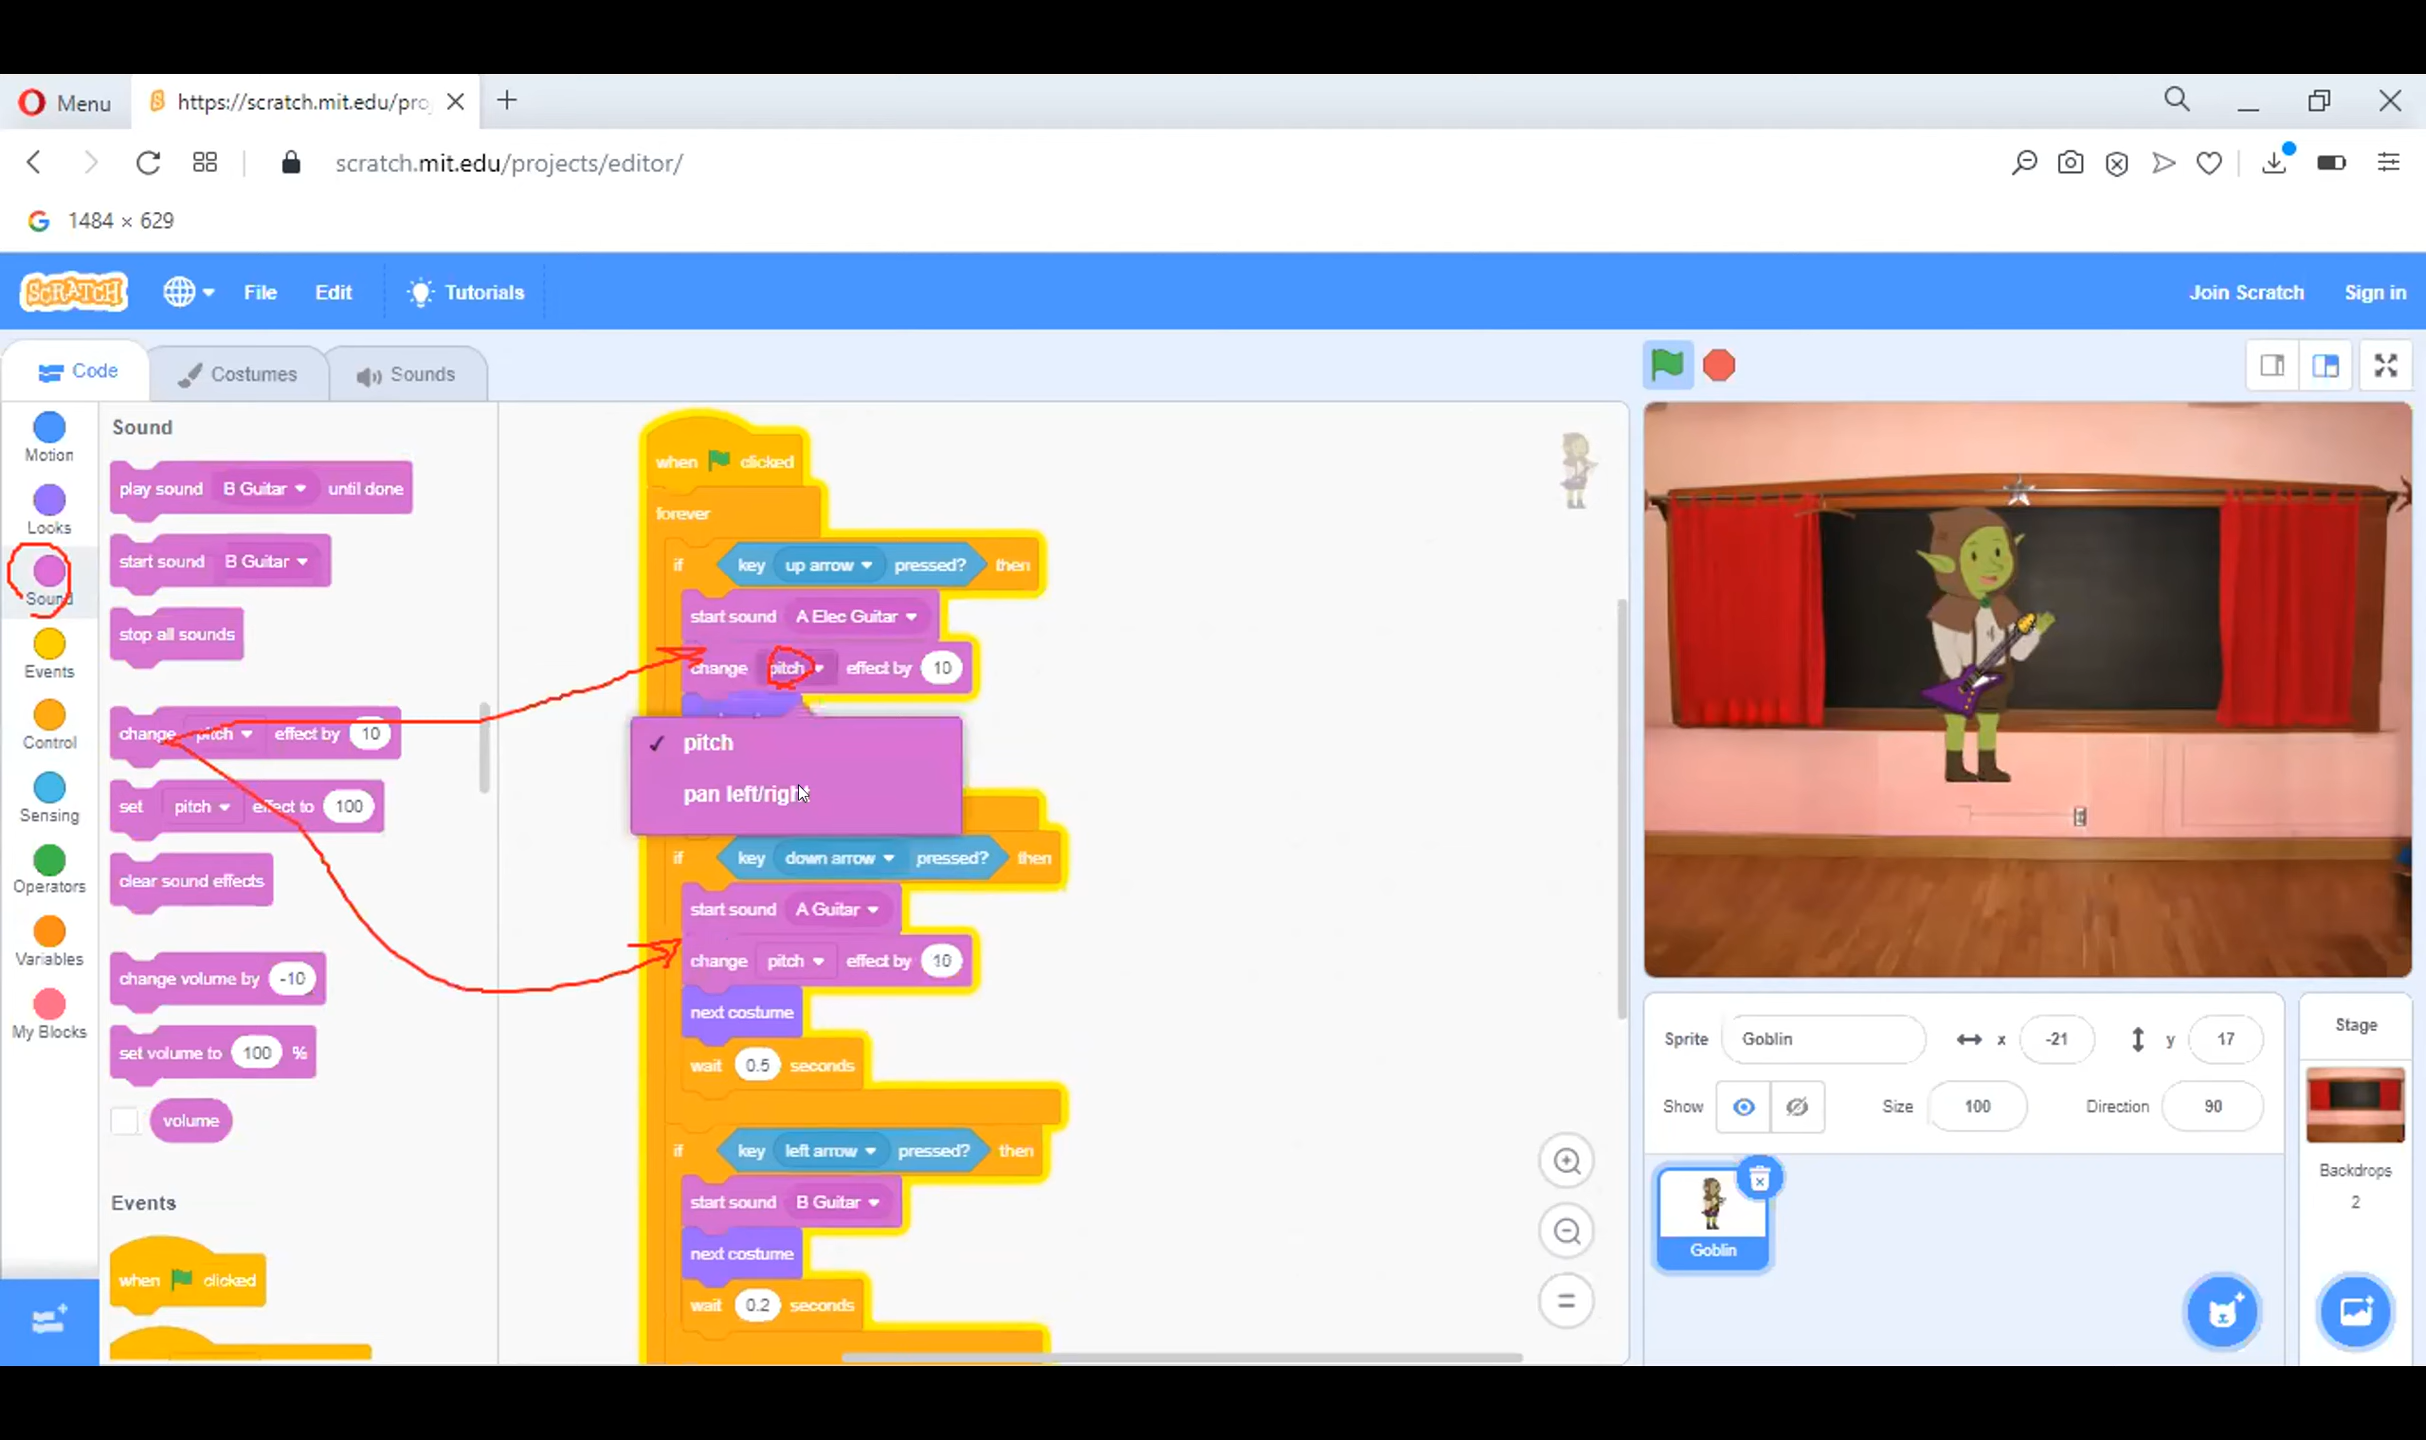 Menu
https://scratch.mit.edu/pro
scratch.mit.edu/projects/editor/
G 1484 × 629
SCRATCH
File
Edit
Tutorials
Join Scratch
Sign in
Code
Costumes
Sounds
Motion
Looks
Sound
Events
Control
Sensing
Operators
Variables
My Blocks
Sound
play sound B Guitar until done
start sound B Guitar
stop all sounds
change pitch effect by 10
set pitch effect to 100
clear sound effects
change volume by -10
set volume to 100 %
volume
Events
when clicked
when clicked
forever
if key up arrow pressed? then
start sound A Elec Guitar
change pitch effect by 10
✓ pitch
pan left/right
if key down arrow pressed? then
start sound A Guitar
change pitch effect by 10
next costume
wait 0.5 seconds
if key left arrow pressed? then
start sound B Guitar
next costume
wait 0.2 seconds
Sprite Goblin x -21 y 17
Show Size 100 Direction 90
Goblin
Stage
Backdrops
2